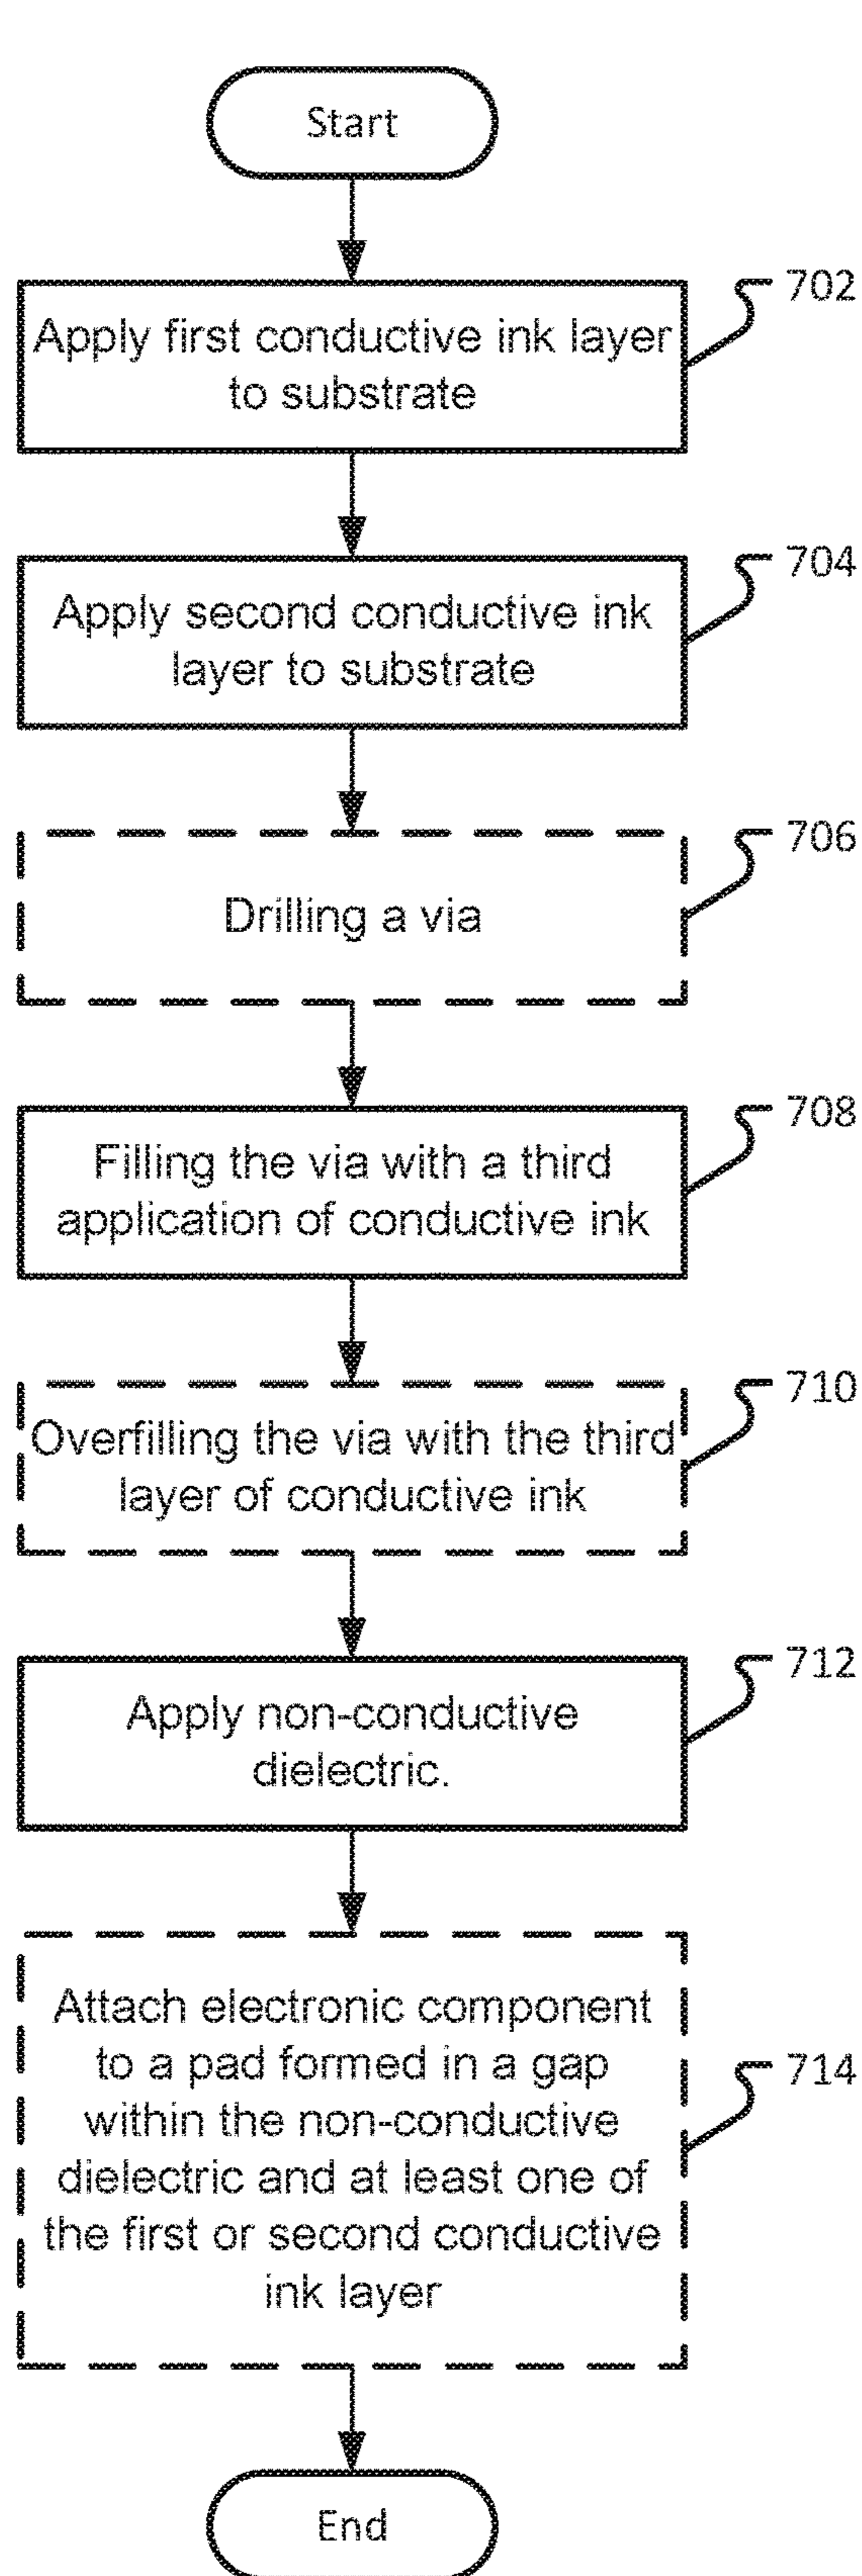 Start
702
Apply first conductive ink layer
to substrate
704
Apply second conductive ink
layer to substrate
706
Drilling a via
708
Filling the via with a third
application of conductive ink
710
Overfilling the via with the third
layer of conductive ink
712
Apply non-conductive
dielectric.
714
Attach electronic component
to a pad formed in a gap
within the non-conductive
dielectric and at least one of
the first or second conductive
ink layer
End